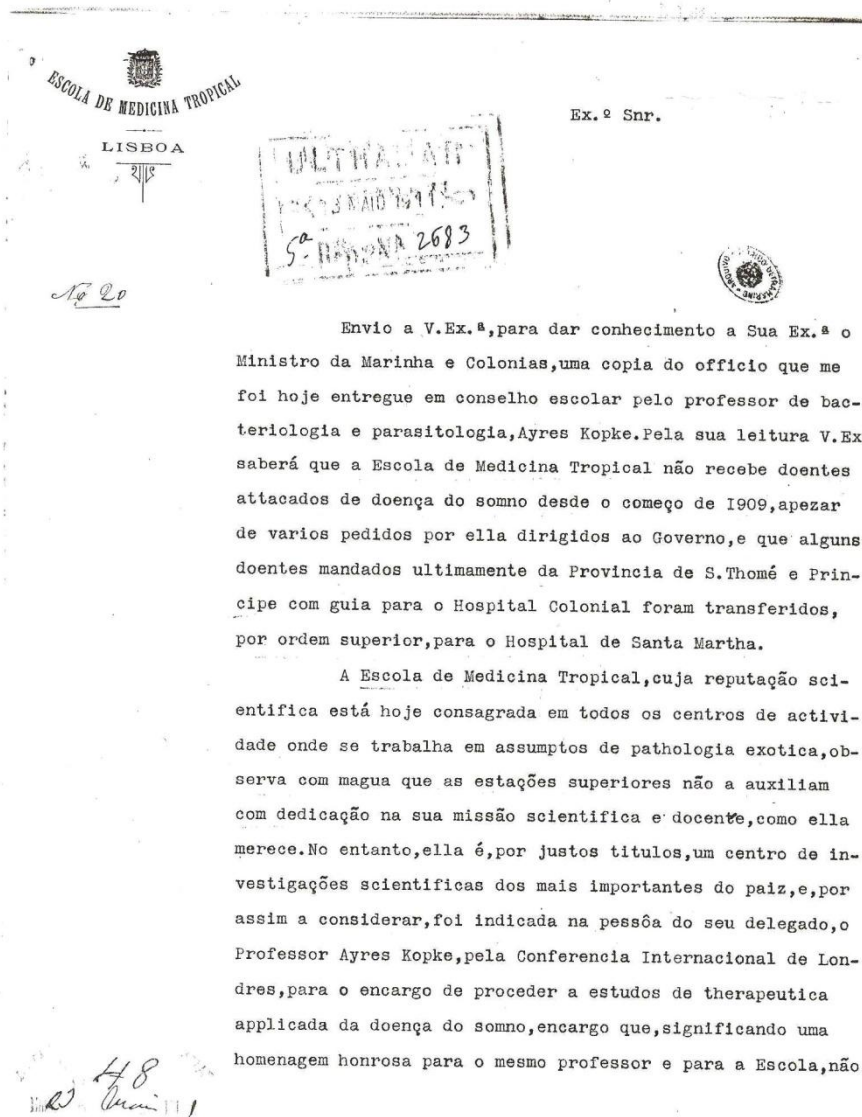 ESCOLA DE MEDICINA TROPICAL
LISBOA
Ex.º Snr.
ULTRAMAR
MAIO
5ª 2683
Nº 20
Envio a V.Ex.ª,para dar conhecimento a Sua Ex.ª o
Ministro da Marinha e Colonias,uma copia do officio que me
foi hoje entregue em conselho escolar pelo professor de bac-
teriologia e parasitologia,Ayres Kopke.Pela sua leitura V.Ex
saberá que a Escola de Medicina Tropical não recebe doentes
attacados de doença do somno desde o começo de I909,apezar
de varios pedidos por ella dirigidos ao Governo,e que alguns
doentes mandados ultimamente da Provincia de S.Thomé e Prin-
cipe com guia para o Hospital Colonial foram transferidos,
por ordem superior,para o Hospital de Santa Martha.
A Escola de Medicina Tropical,cuja reputação sci-
entifica está hoje consagrada em todos os centros de activi-
dade onde se trabalha em assumptos de pathologia exotica,ob-
serva com magua que as estações superiores não a auxiliam
com dedicação na sua missão scientifica e docente,como ella
merece.No entanto,ella é,por justos titulos,um centro de in-
vestigações scientificas dos mais importantes do paiz,e,por
assim a considerar,foi indicada na pessôa do seu delegado,o
Professor Ayres Kopke,pela Conferencia Internacional de Lon-
dres,para o encargo de proceder a estudos de therapeutica
applicada da doença do somno,encargo que,significando uma
homenagem honrosa para o mesmo professor e para a Escola,não
48